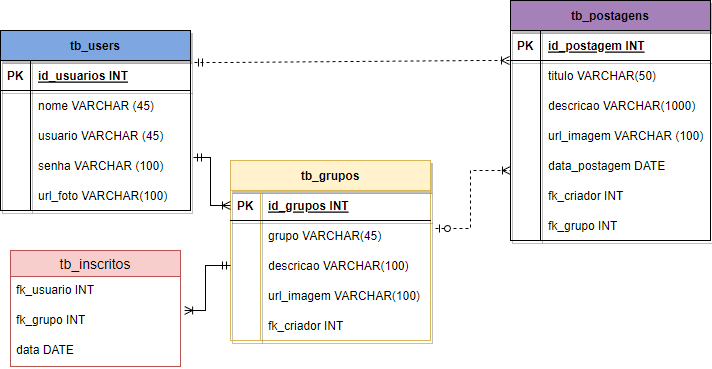 tb_users
PK id_usuarios INT
nome VARCHAR (45)
usuario VARCHAR (45)
senha VARCHAR (100)
url_foto VARCHAR(100)
tb_postagens
PK id_postagem INT
titulo VARCHAR(50)
descricao VARCHAR(1000)
url_imagem VARCHAR (100)
data_postagem DATE
fk_criador INT
fk_grupo INT
tb_grupos
PK id_grupos INT
grupo VARCHAR(45)
descricao VARCHAR(100)
url_imagem VARCHAR(100)
fk_criador INT
tb_inscritos
fk_usuario INT
fk_grupo INT
data DATE